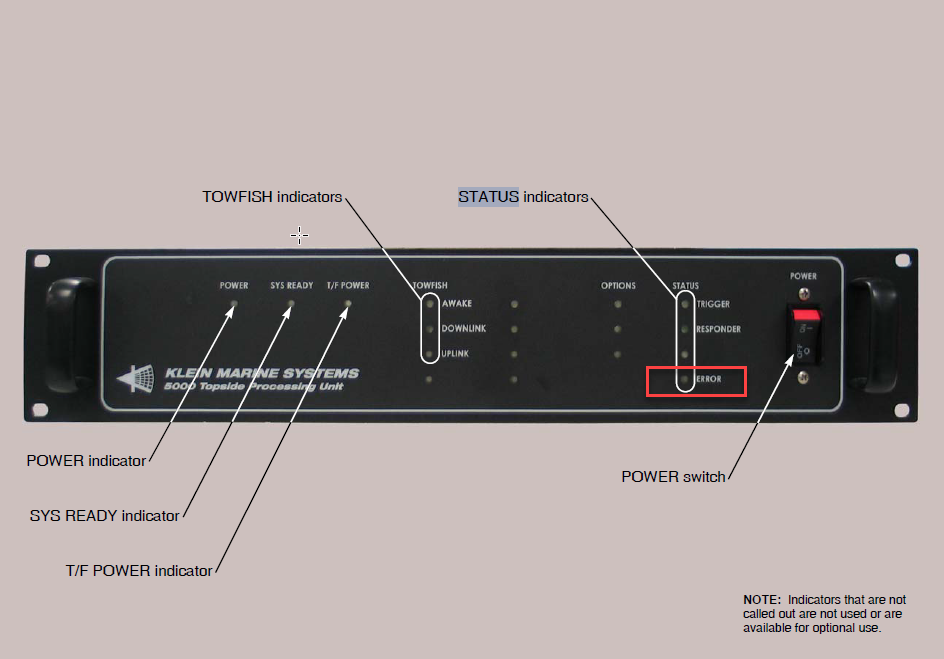 TOWFISH indicators
STATUS indicators
POWER
SYS READY
T/F POWER
TOWFISH
OPTIONS
STATUS
POWER
AWAKE
TRIGGER
DOWNLINK
RESPONDER
UPLINK
ERROR
ON
OFF
KLEIN MARINE SYSTEMS
5000 Topside Processing Unit
POWER indicator
POWER switch
SYS READY indicator
T/F POWER indicator
NOTE: Indicators that are not
called out are not used or are
available for optional use.